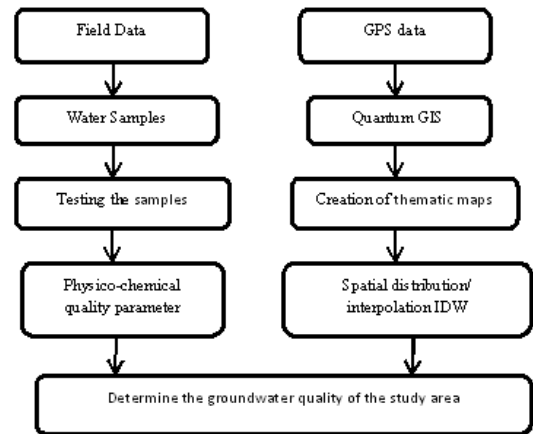 Field Data
GPS data
Water Samples
Quantum GIS
Testing the samples
Creation of thematic maps
Physico-chemical
quality parameter
Spatial distribution/
interpolation IDW
Determine the groundwater quality of the study area